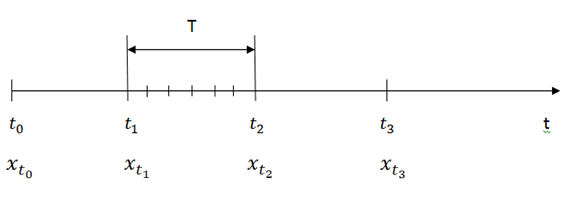 T
t₀ t₁ t₂ t₃ t
xₜ₀ xₜ₁ xₜ₂ xₜ₃